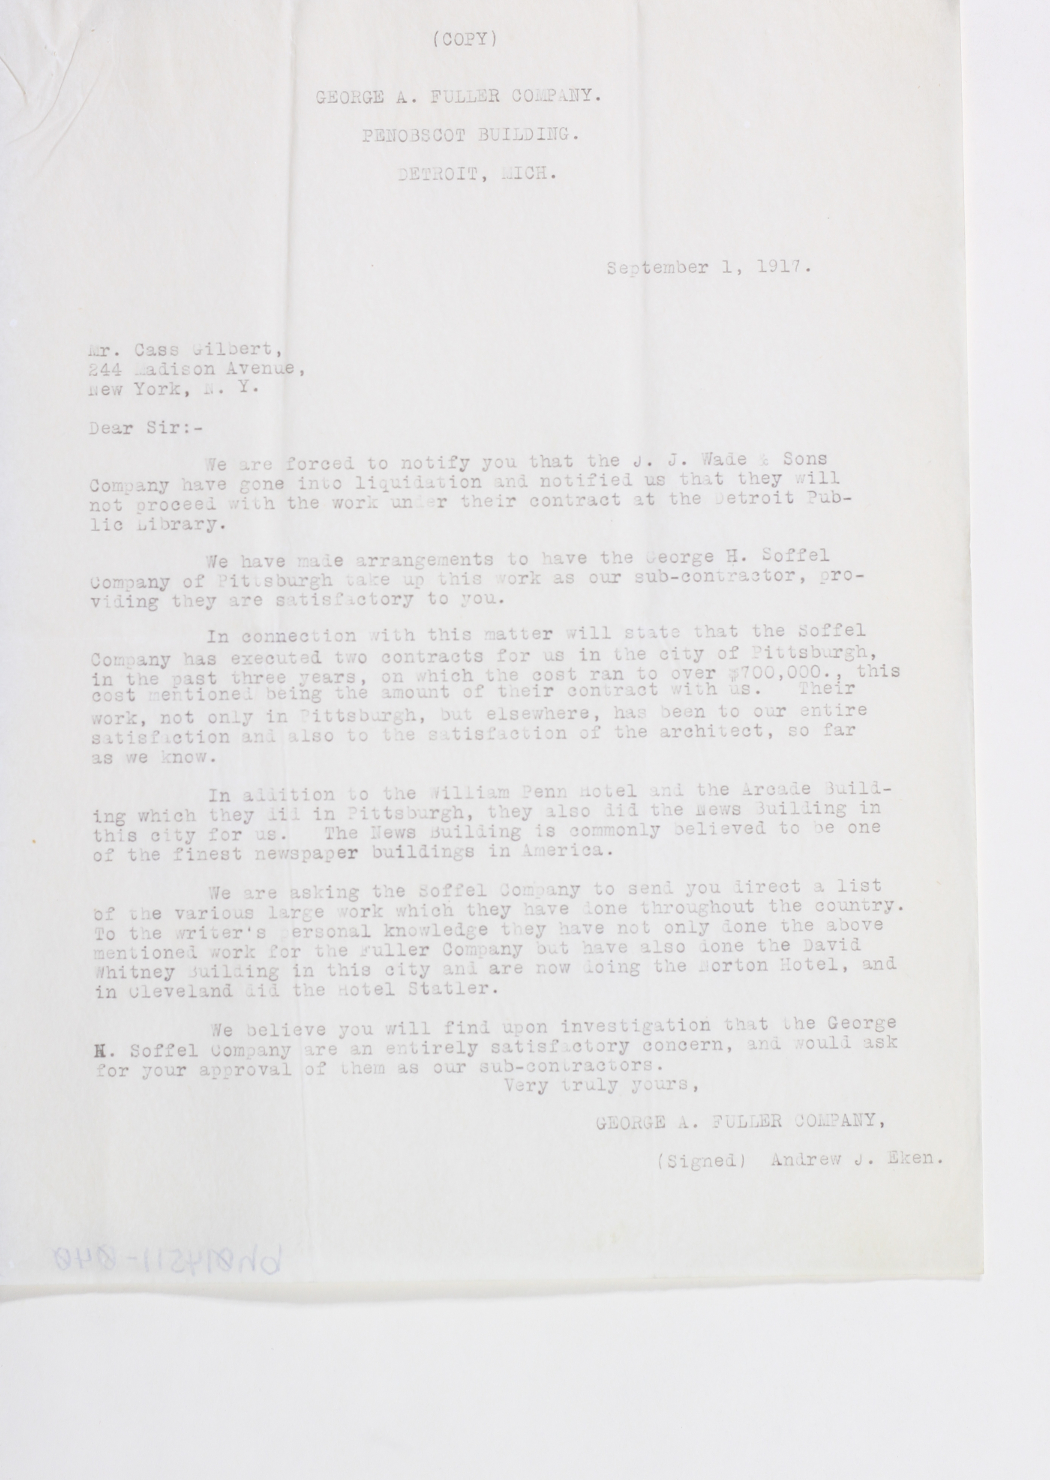 (COPY)
GEORGE A. FULLER COMPANY.
PENOBSCOT BUILDING.
DETROIT, MICH.
September 1, 1917.
Mr. Cass Gilbert,
244 Madison Avenue,
New York, N. Y.
Dear Sir:-
We are forced to notify you that the J. J. Wade & Sons
Company have gone into liquidation and notified us that they will
not proceed with the work under their contract at the Detroit Pub-
lic Library.
We have made arrangements to have the George H. Soffel
Company of Pittsburgh take up this work as our sub-contractor, pro-
viding they are satisfactory to you.
In connection with this matter will state that the Soffel
Company has executed two contracts for us in the city of Pittsburgh,
in the past three years, on which the cost ran to over $700,000., this
cost mentioned being the amount of their contract with us. Their
work, not only in Pittsburgh, but elsewhere, has been to our entire
satisfaction and also to the satisfaction of the architect, so far
as we know.
In addition to the William Penn Hotel and the Arcade Build-
ing which they did in Pittsburgh, they also did the News Building in
this city for us. The News Building is commonly believed to be one
of the finest newspaper buildings in America.
We are asking the Soffel Company to send you direct a list
of the various large work which they have done throughout the country.
To the writer's personal knowledge they have not only done the above
mentioned work for the Fuller Company but have also done the David
Whitney Building in this city and are now doing the Norton Hotel, and
in Cleveland did the Hotel Statler.
We believe you will find upon investigation that the George
H. Soffel Company are an entirely satisfactory concern, and would ask
for your approval of them as our sub-contractors.
Very truly yours,
GEORGE A. FULLER COMPANY,
(Signed) Andrew J. Eken.